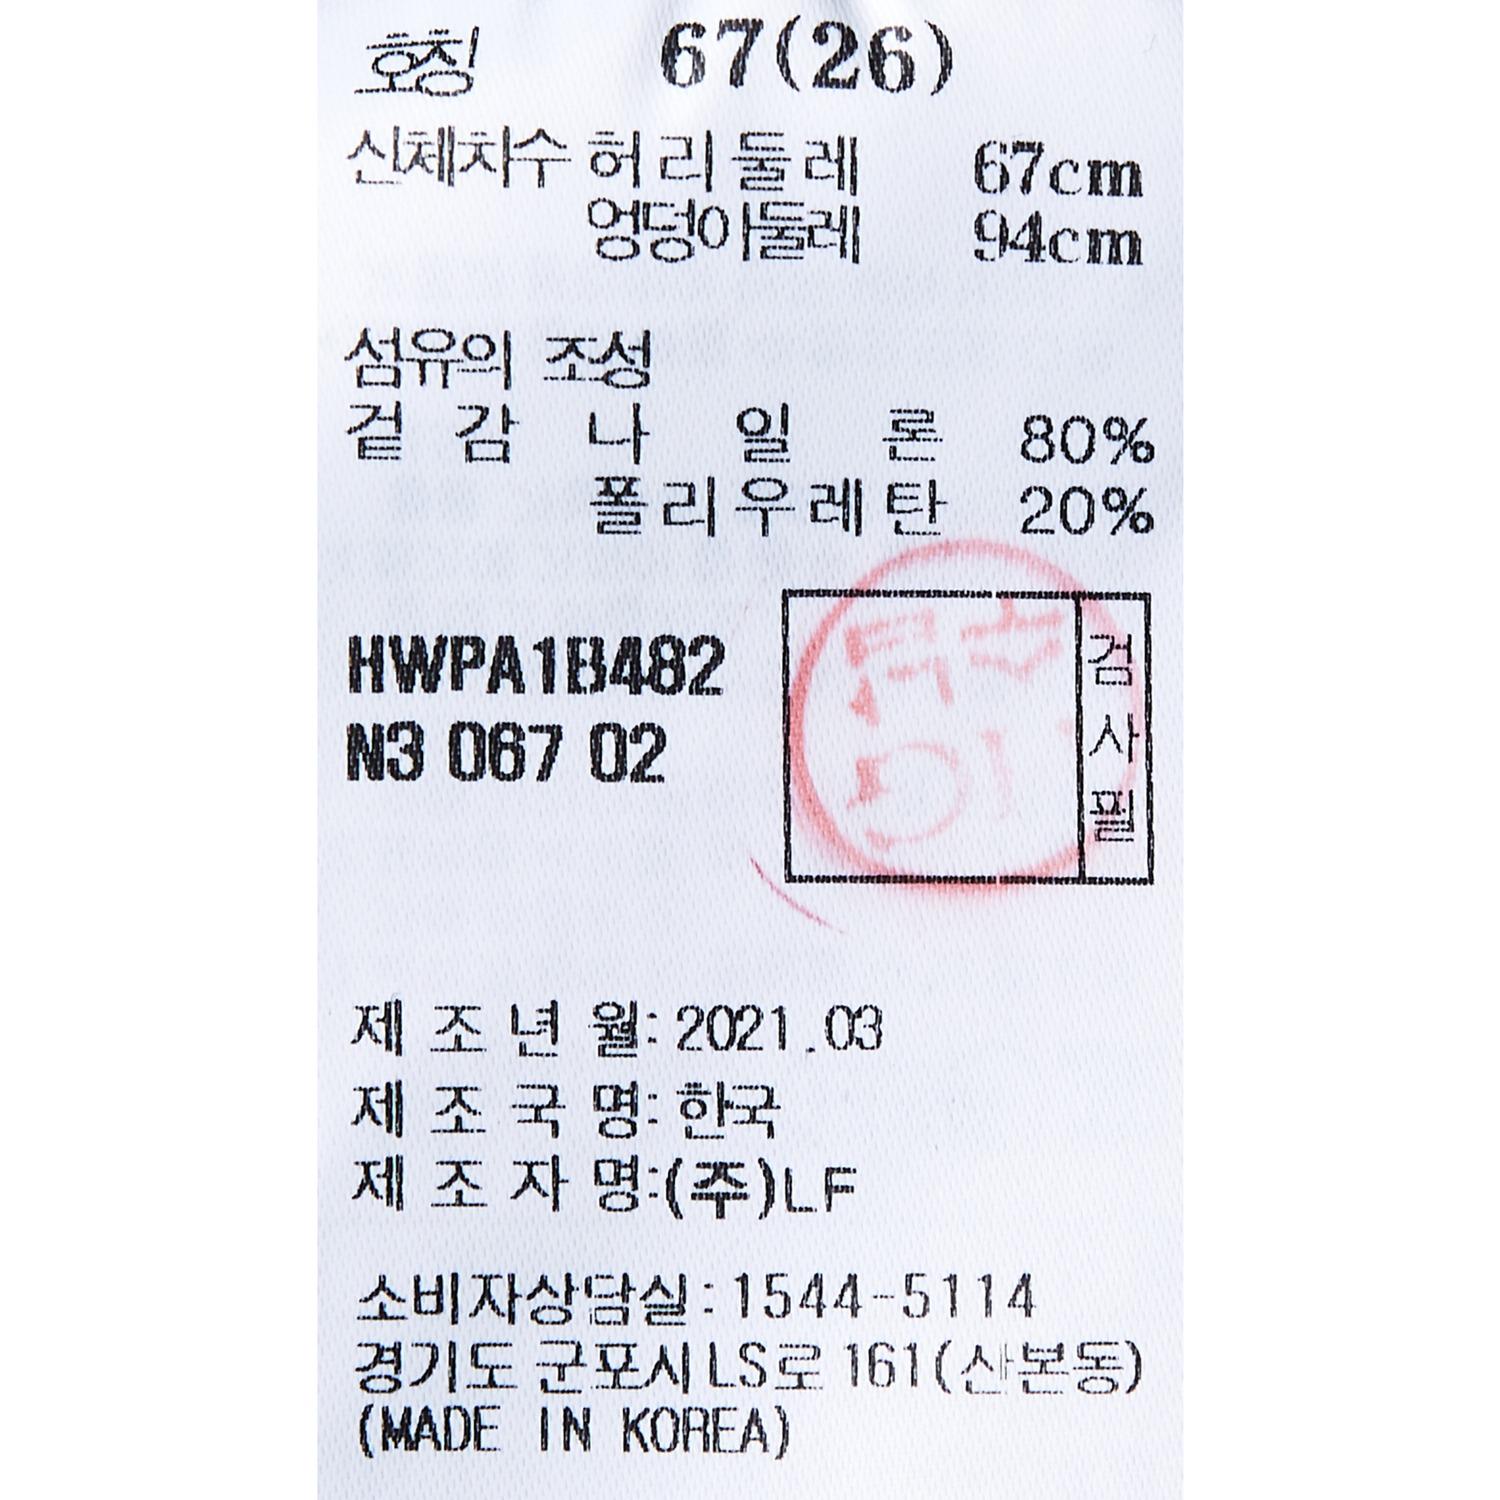 호칭 67(26)
신체치수 허리둘레 67cm
엉덩이둘레 94cm
섬유의 조성
겉감 나일론 80%
폴리우레탄 20%
HWPA1B482
N3 067 02
검사필
제조년월: 2021.03
제조국명: 한국
제조자명:(주)LF
소비자상담실:1544-5114
경기도 군포시 LS로 161(산본동)
(MADE IN KOREA)